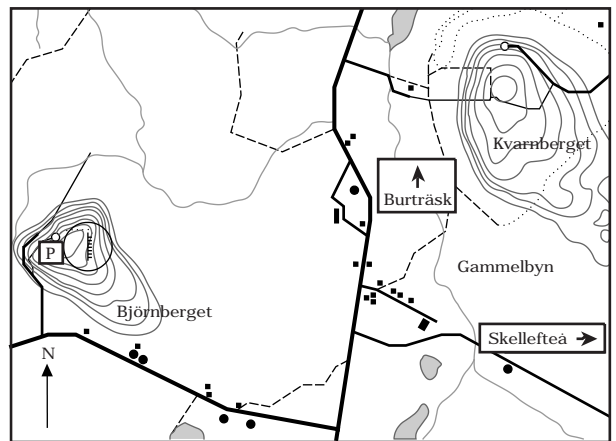 Kvarnberget
Burträsk
P
Gammelbyn
Björnberget
Skellefteå
N